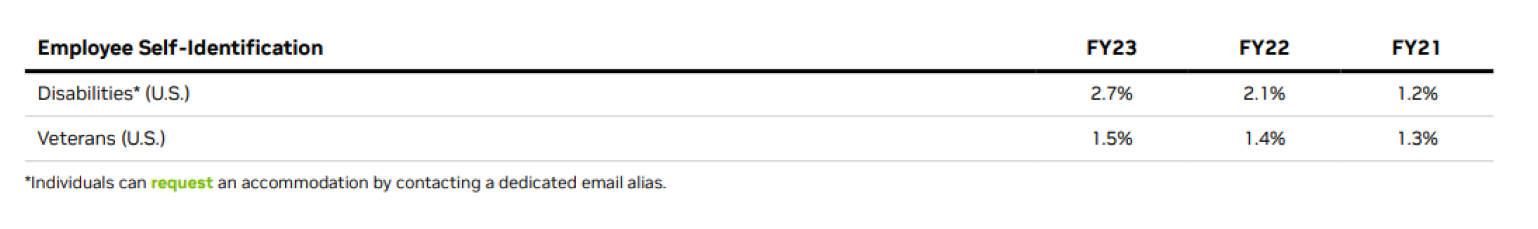 Employee Self-Identification FY23 FY22 FY21
Disabilities* (U.S.) 2.7% 2.1% 1.2%
Veterans (U.S.) 1.5% 1.4% 1.3%
*Individuals can request an accommodation by contacting a dedicated email alias.